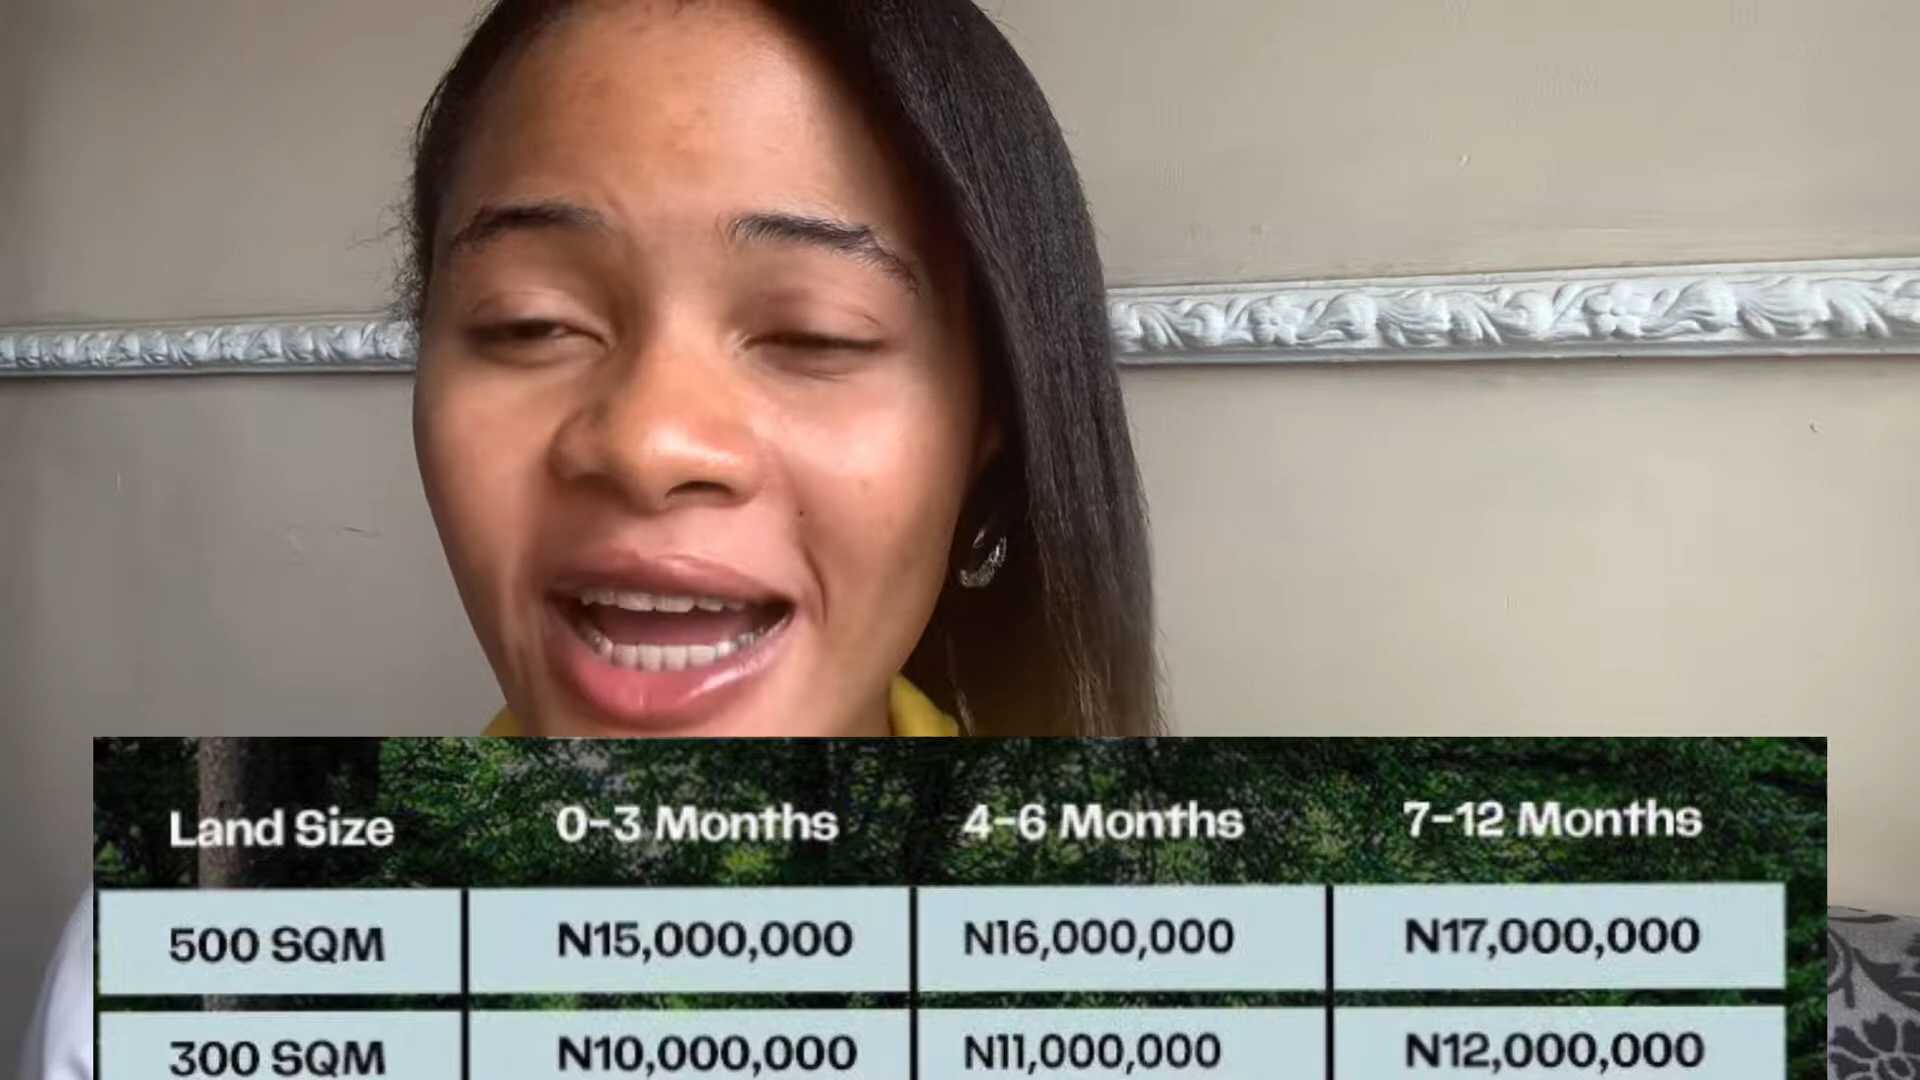 Land Size 0-3 Months 4-6 Months 7-12 Months
500 SQM N15,000,000 N16,000,000 N17,000,000
300 SQM N10,000,000 N11,000,000 N12,000,000